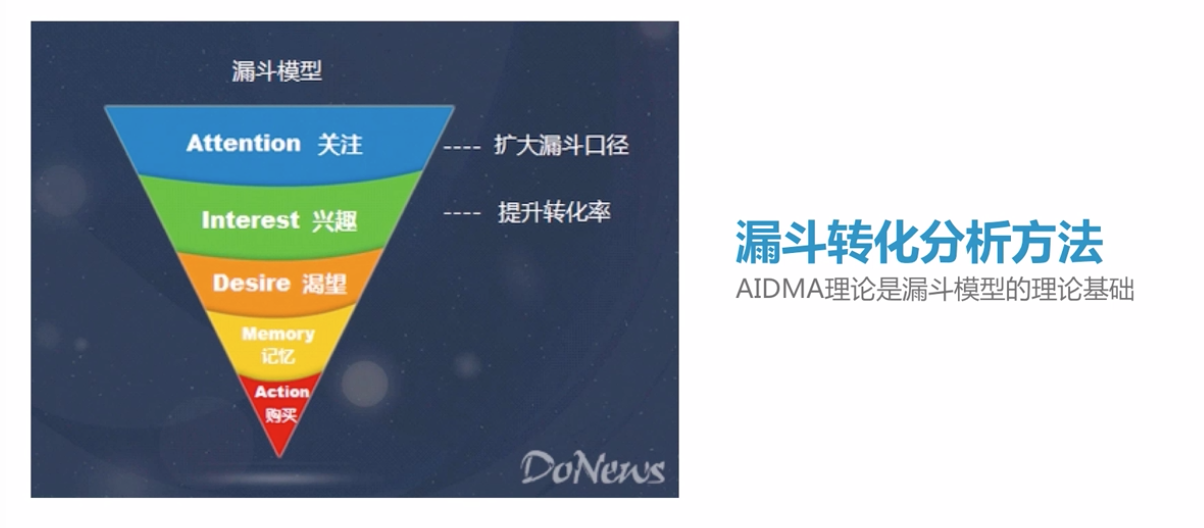 漏斗模型
Attention 关注
---- 扩大漏斗口径
Interest 兴趣
---- 提升转化率
Desire 渴望
Memory
记忆
Action
购买
DoNews
漏斗转化分析方法
AIDMA理论是漏斗模型的理论基础